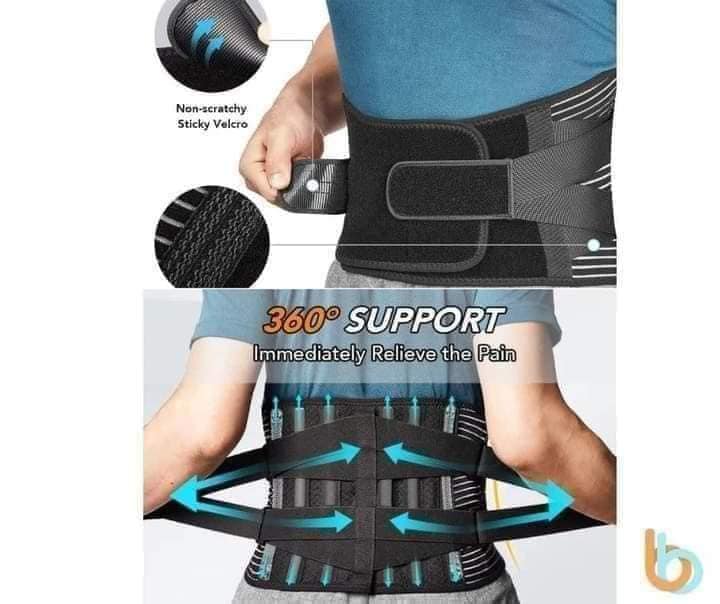 Non-scratchy
Sticky Velcro
360° SUPPORT
Immediately Relieve the Pain